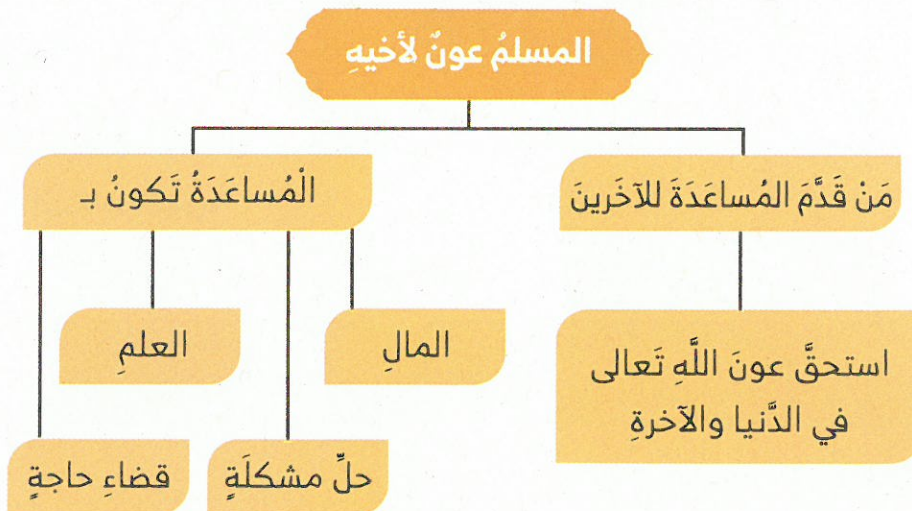 المسلمُ عونٌ لأخيهِ
مَنْ قَدَّمَ المُساعَدَةَ للآخَرينَ
الْمُساعَدَةُ تَكونُ بـ
استحقَّ عونَ اللَّهِ تَعالى
في الدَّنيا والآخرةِ
المالِ
العلمِ
حلِّ مشكلَةٍ
قضاءِ حاجةٍ